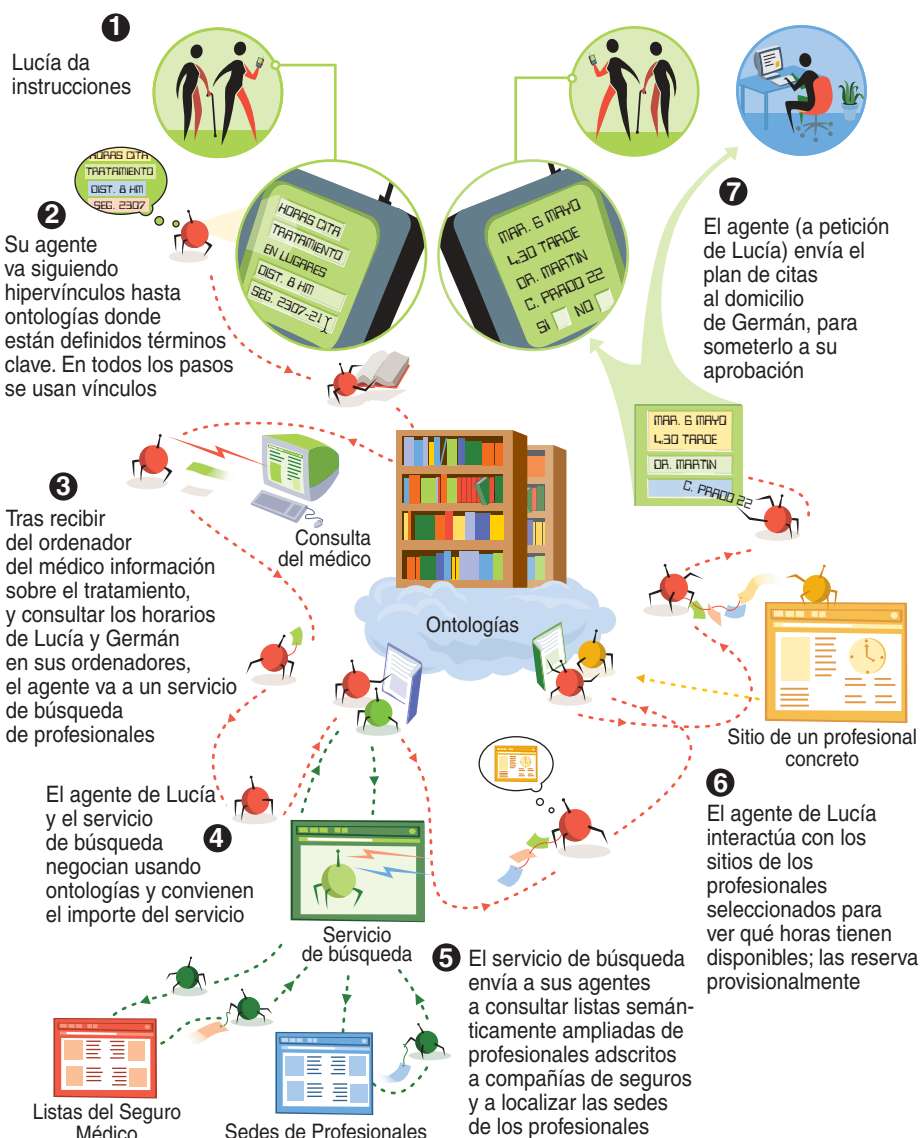 1
Lucía da
instrucciones
HORAS CITA
TRATAMIENTO
DIST. 8 KM
SEG. 2307
HORAS CITA
TRATAMIENTO
EN LUGARES
DIST. 8 KM
SEG. 2307-21
MAR. 6 MAYO
4,30 TARDE
DR. MARTIN
C. PRADO 22
SI NO
2
Su agente
va siguiendo
hipervínculos hasta
ontologías donde
están definidos términos
clave. En todos los pasos
se usan vínculos
7
El agente (a petición
de Lucía) envía el
plan de citas
al domicilio
de Germán, para
someterlo a su
aprobación
MAR. 6 MAYO
4,30 TARDE
DR. MARTIN
C. PRADO 22
3
Tras recibir
del ordenador
del médico información
sobre el tratamiento,
y consultar los horarios
de Lucía y Germán
en sus ordenadores,
el agente va a un servicio
de búsqueda
de profesionales
Consulta
del médico
Ontologías
Sitio de un profesional
concreto
El agente de Lucía
y el servicio
de búsqueda
negocian usando
ontologías y convienen
el importe del servicio
4
6
El agente de Lucía
interactúa con los
sitios de los
profesionales
seleccionados para
ver qué horas tienen
disponibles; las reserva
provisionalmente
Servicio
de búsqueda
5
El servicio de búsqueda
envía a sus agentes
a consultar listas semán-
ticamente ampliadas de
profesionales adscritos
a compañías de seguros
y a localizar las sedes
de los profesionales
Listas del Seguro
Médico
Sedes de Profesionales